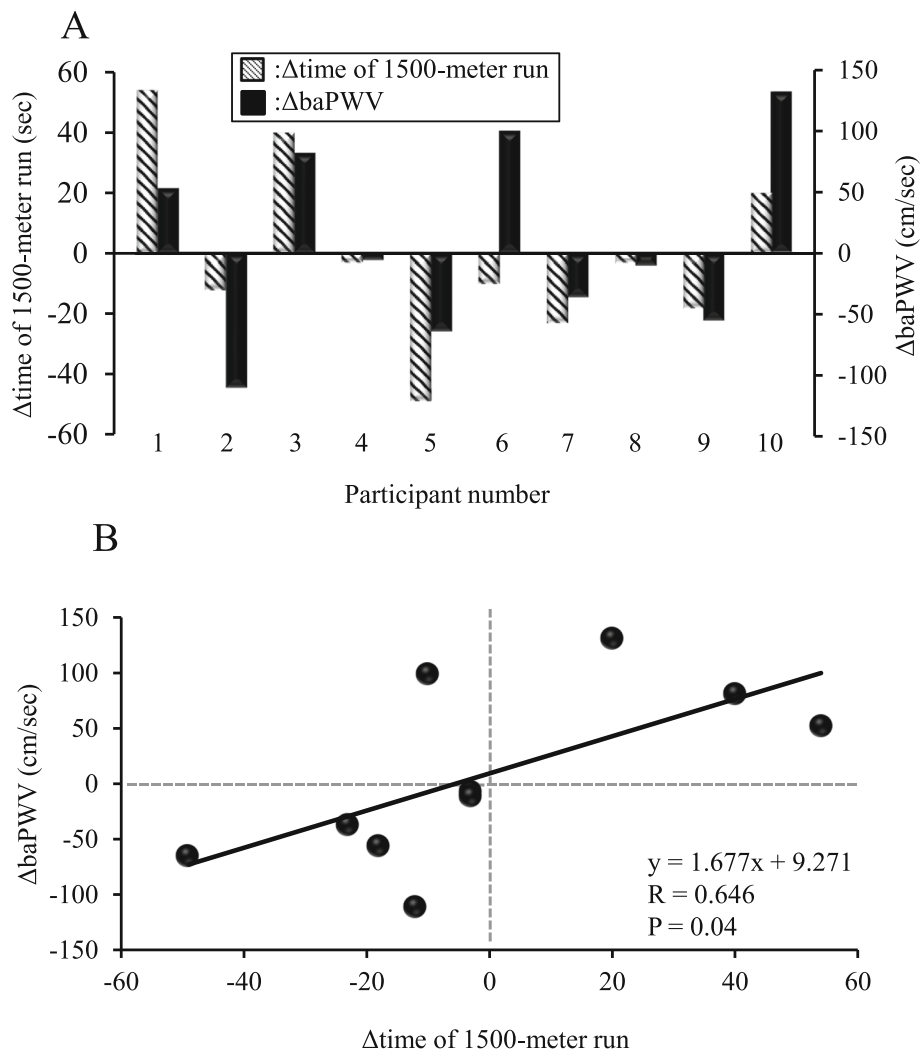 A
:Δtime of 1500-meter run
:ΔbaPWV
Δtime of 1500-meter run (sec)
60
40
20
0
-20
-40
-60
150
100
50
0
-50
-100
-150
ΔbaPWV (cm/sec)
1 2 3 4 5 6 7 8 9 10
Participant number
B
ΔbaPWV (cm/sec)
150
100
50
0
-50
-100
-150
y = 1.677x + 9.271
R = 0.646
P = 0.04
-60 -40 -20 0 20 40 60
Δtime of 1500-meter run